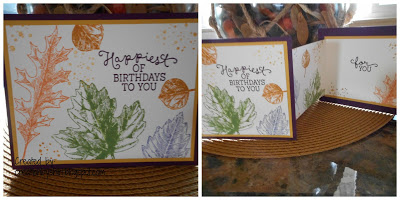 Happiest
OF
BIRTHDAYS
TO YOU
Created by:
Happiest
OF
BIRTHDAYS
TO YOU
for
YOU